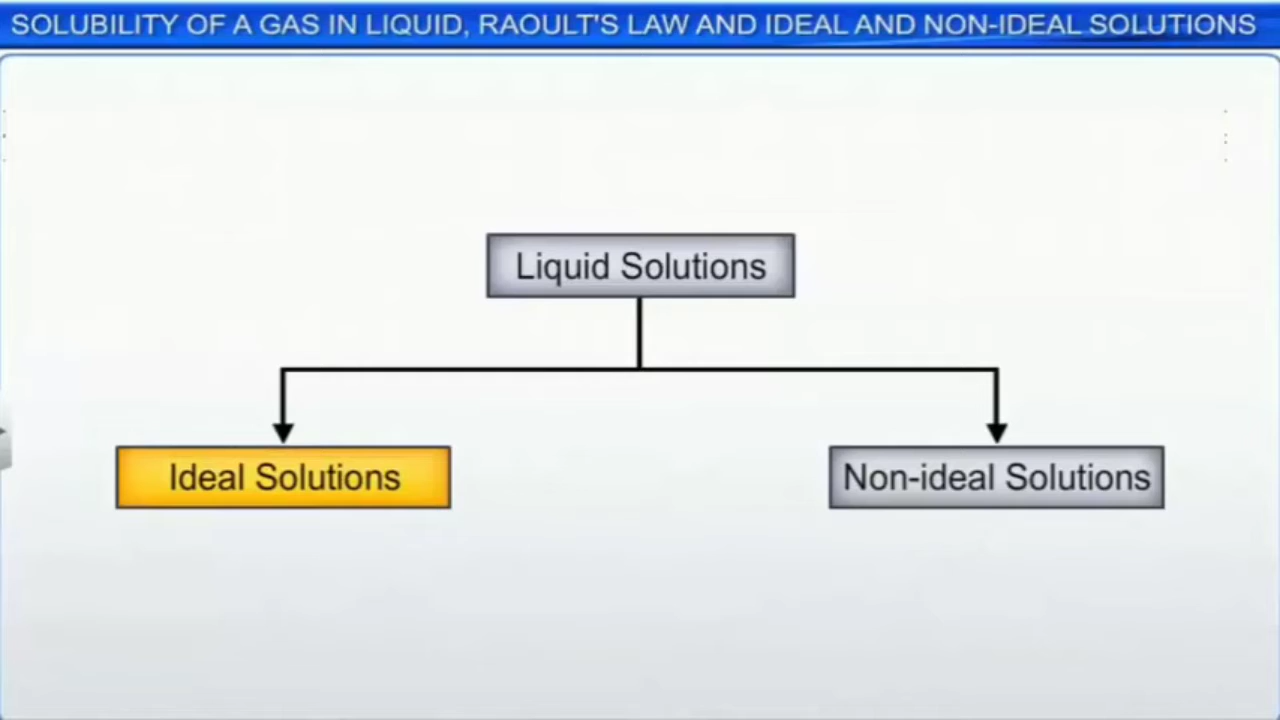 SOLUBILITY OF A GAS IN LIQUID, RAOULT'S LAW AND IDEAL AND NON-IDEAL SOLUTIONS
Liquid Solutions
Ideal Solutions
Non-ideal Solutions